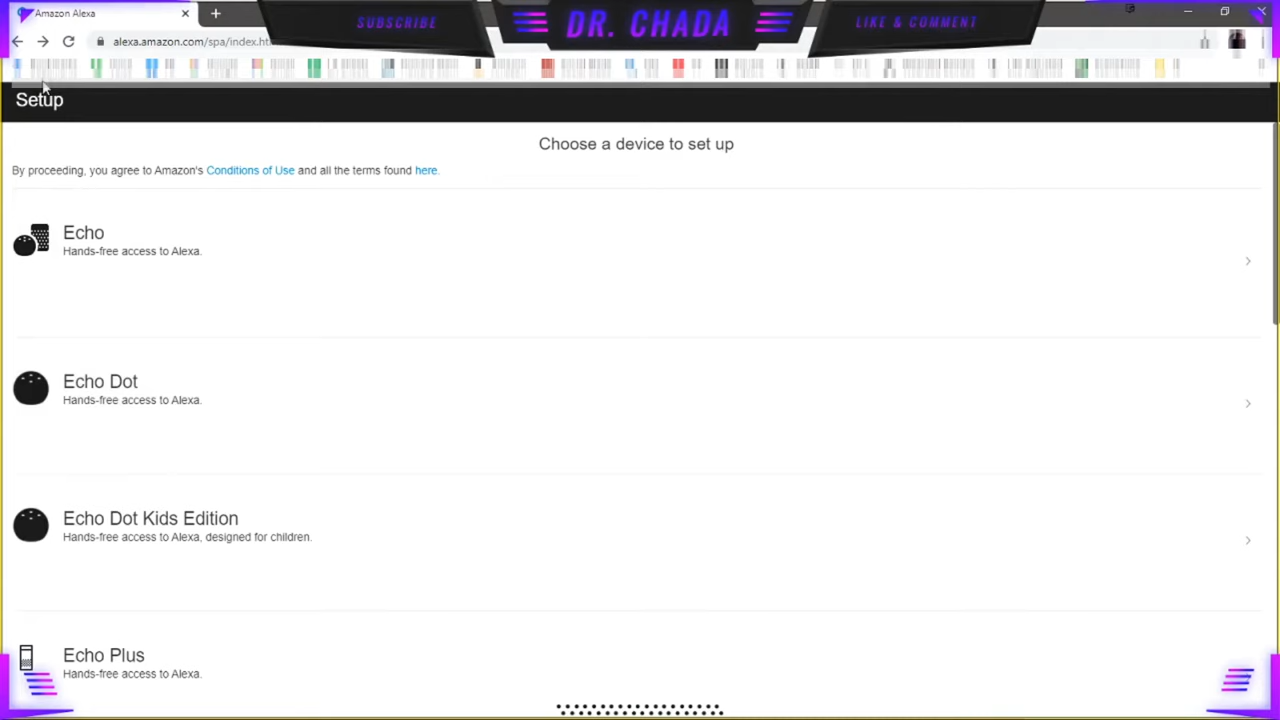 Amazon Alexa
SUBSCRIBE
DR. CHADA
LIKE & COMMENT
alexa.amazon.com/spa/index.h
Setup
Choose a device to set up
By proceeding, you agree to Amazon's Conditions of Use and all the terms found here.
Echo
Hands-free access to Alexa.
Echo Dot
Hands-free access to Alexa.
Echo Dot Kids Edition
Hands-free access to Alexa, designed for children.
Echo Plus
Hands-free access to Alexa.